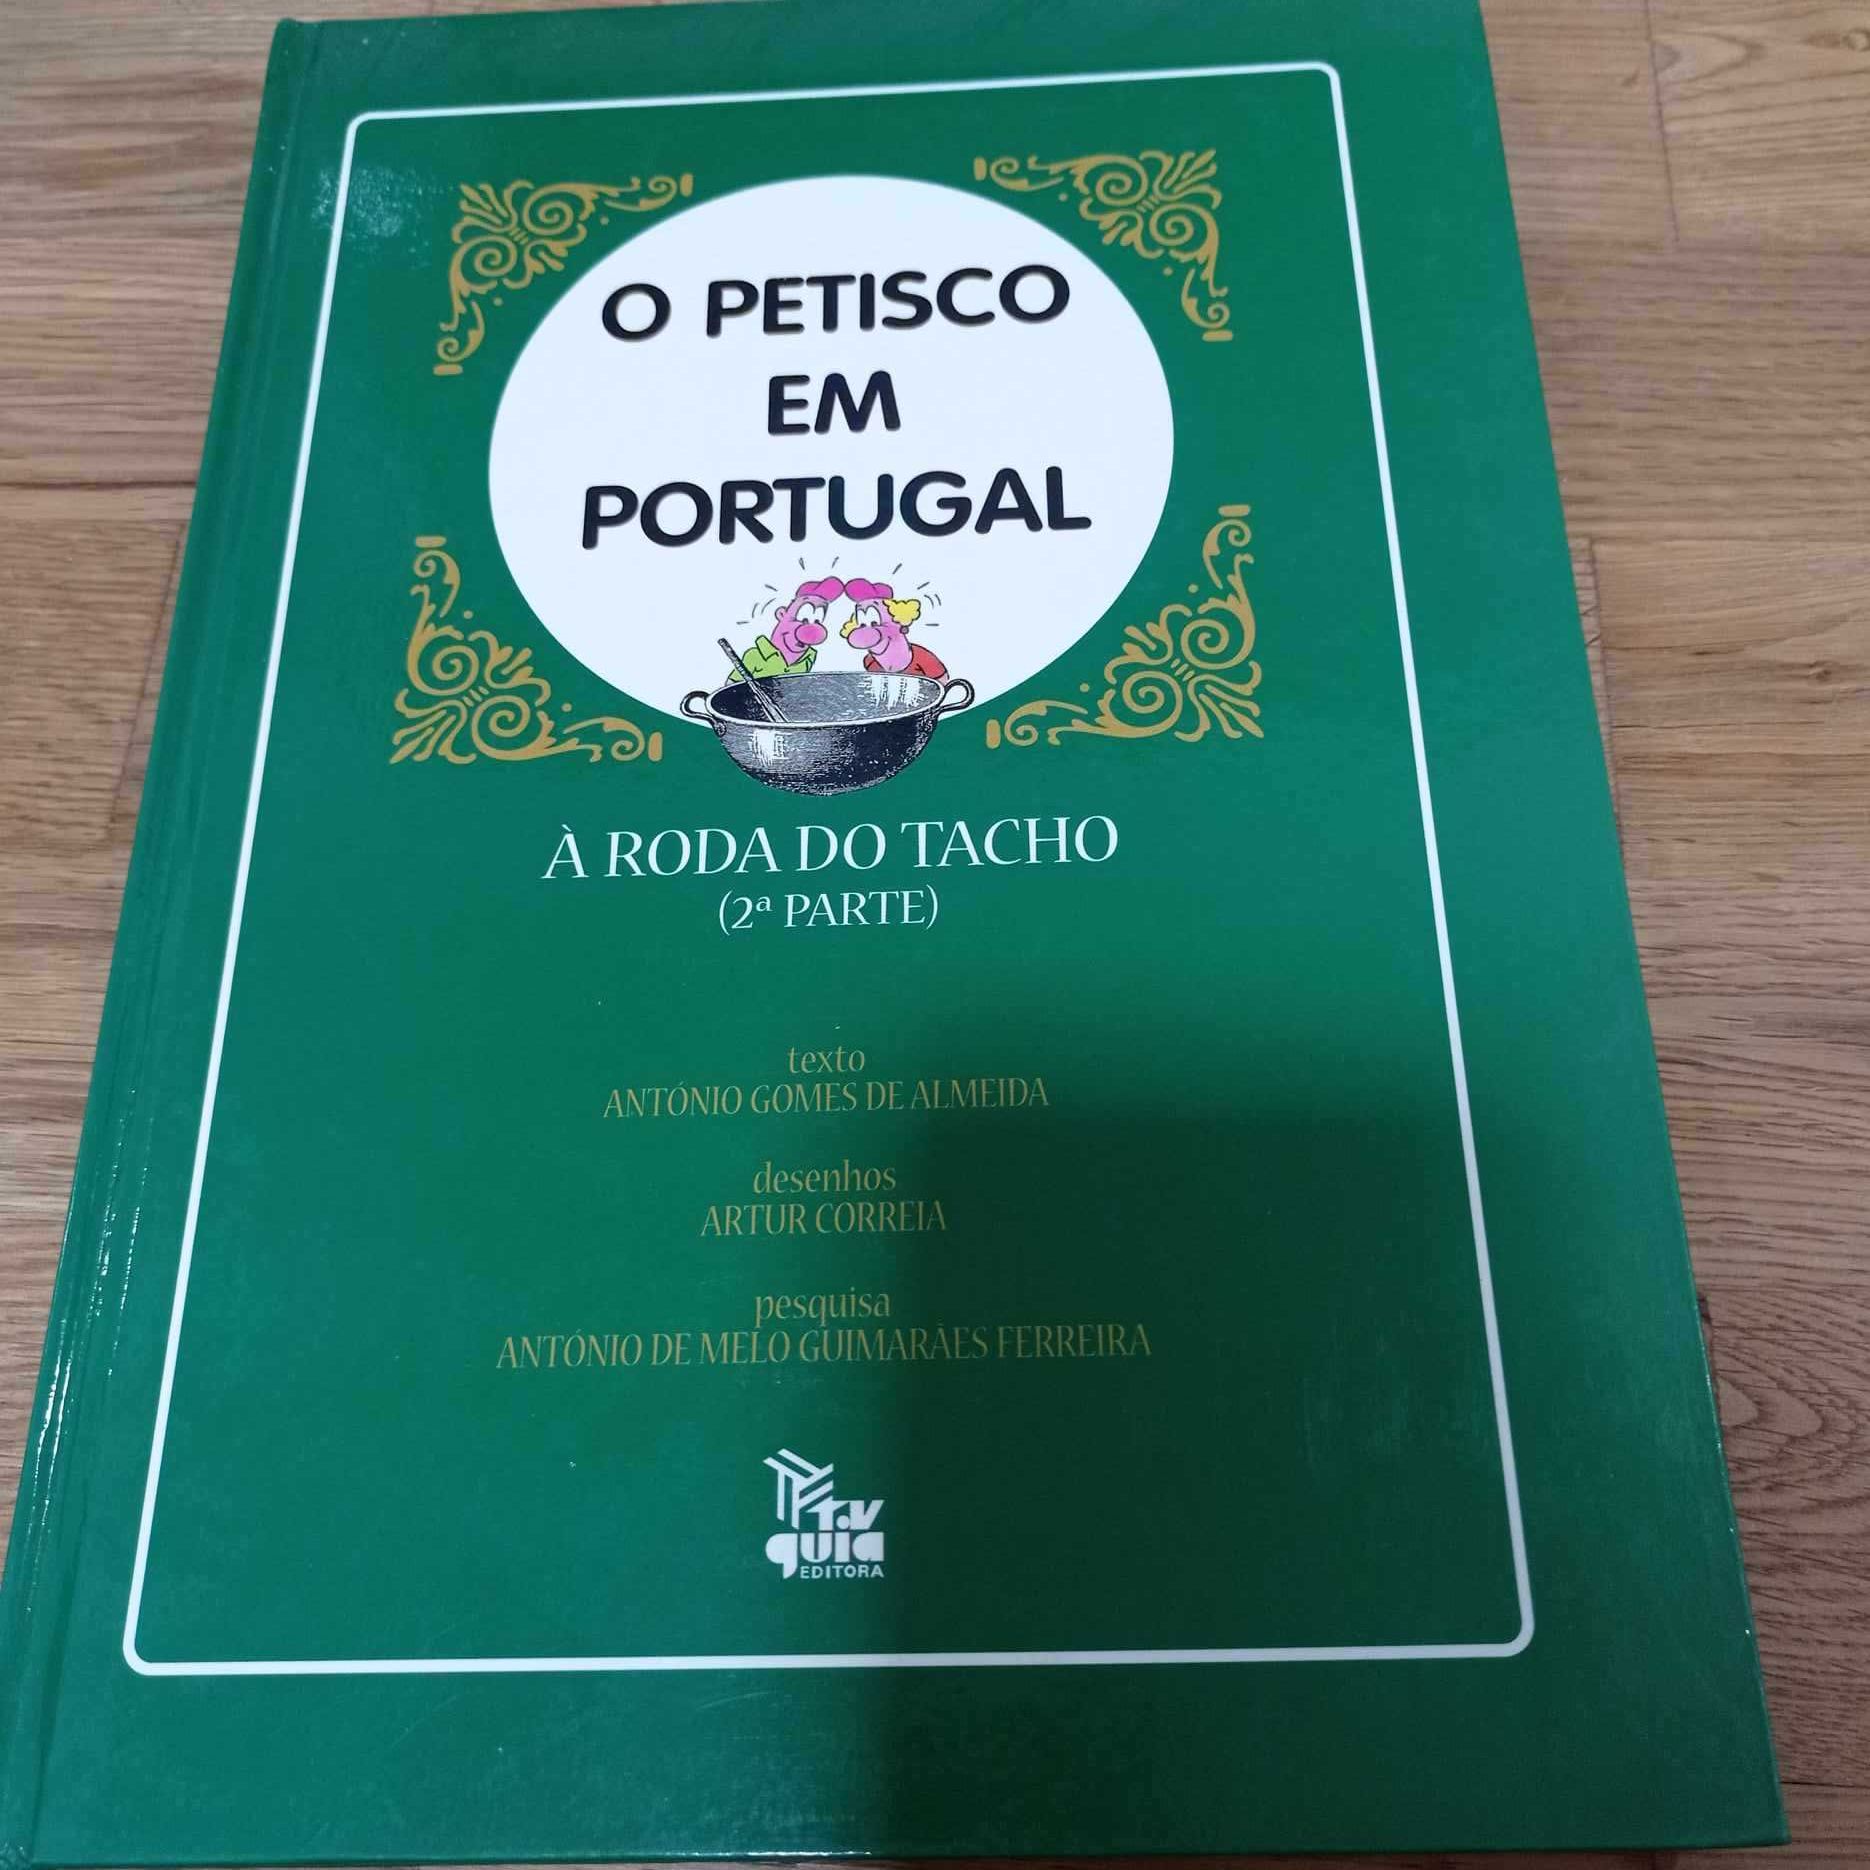 O PETISCO
EM
PORTUGAL
À RODA DO TACHO
(2ª PARTE)
texto
ANTÓNIO GOMES DE ALMEIDA
desenhos
ARTUR CORREIA
pesquisa
ANTÓNIO DE MELO GUIMARÃES FERREIRA
t.v
guia
EDITORA